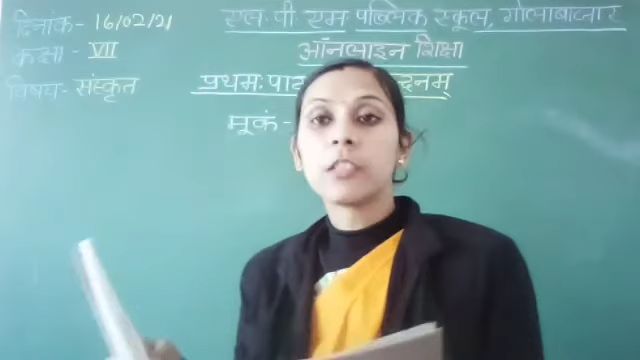 दिनांक - 16/02/21
एल. पी. एम. पब्लिक स्कूल, गोलाबाजार
कक्षा - VII
ऑनलाइन शिक्षा
विषय - संस्कृत
प्रथमः
मूकं -